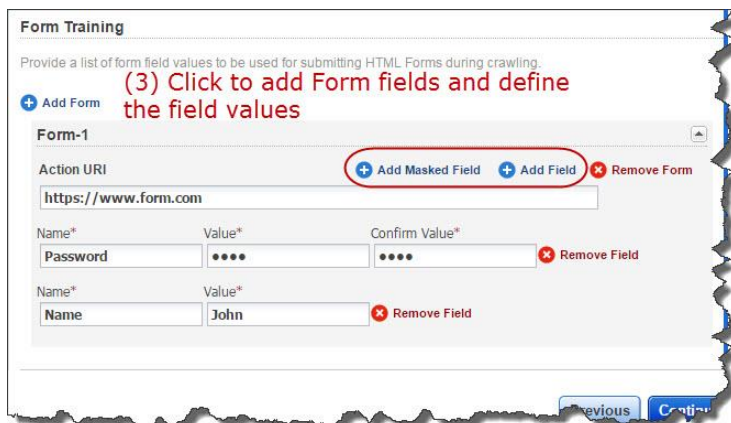 Form Training
Provide a list of form field values to be used for submitting HTML Forms during crawling.
(3) Click to add Form fields and define
the field values
Add Form
Form-1
Action URI Add Masked Field Add Field Remove Form
https://www.form.com
Name* Value* Confirm Value*
Password •••• •••• Remove Field
Name* Value*
Name John Remove Field
Previous